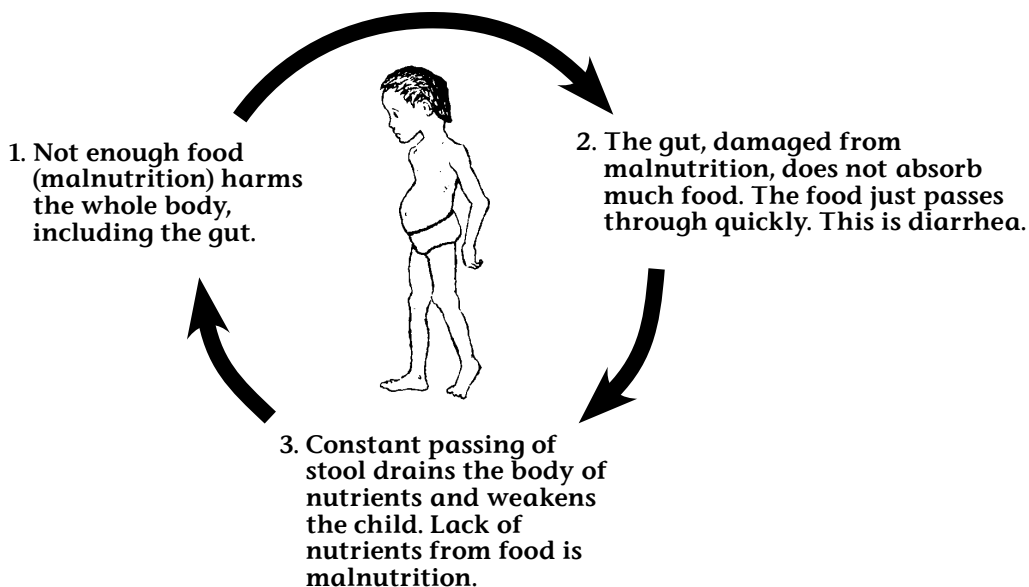 1. Not enough food
(malnutrition) harms
the whole body,
including the gut.
2. The gut, damaged from
malnutrition, does not absorb
much food. The food just passes
through quickly. This is diarrhea.
3. Constant passing of
stool drains the body of
nutrients and weakens
the child. Lack of
nutrients from food is
malnutrition.